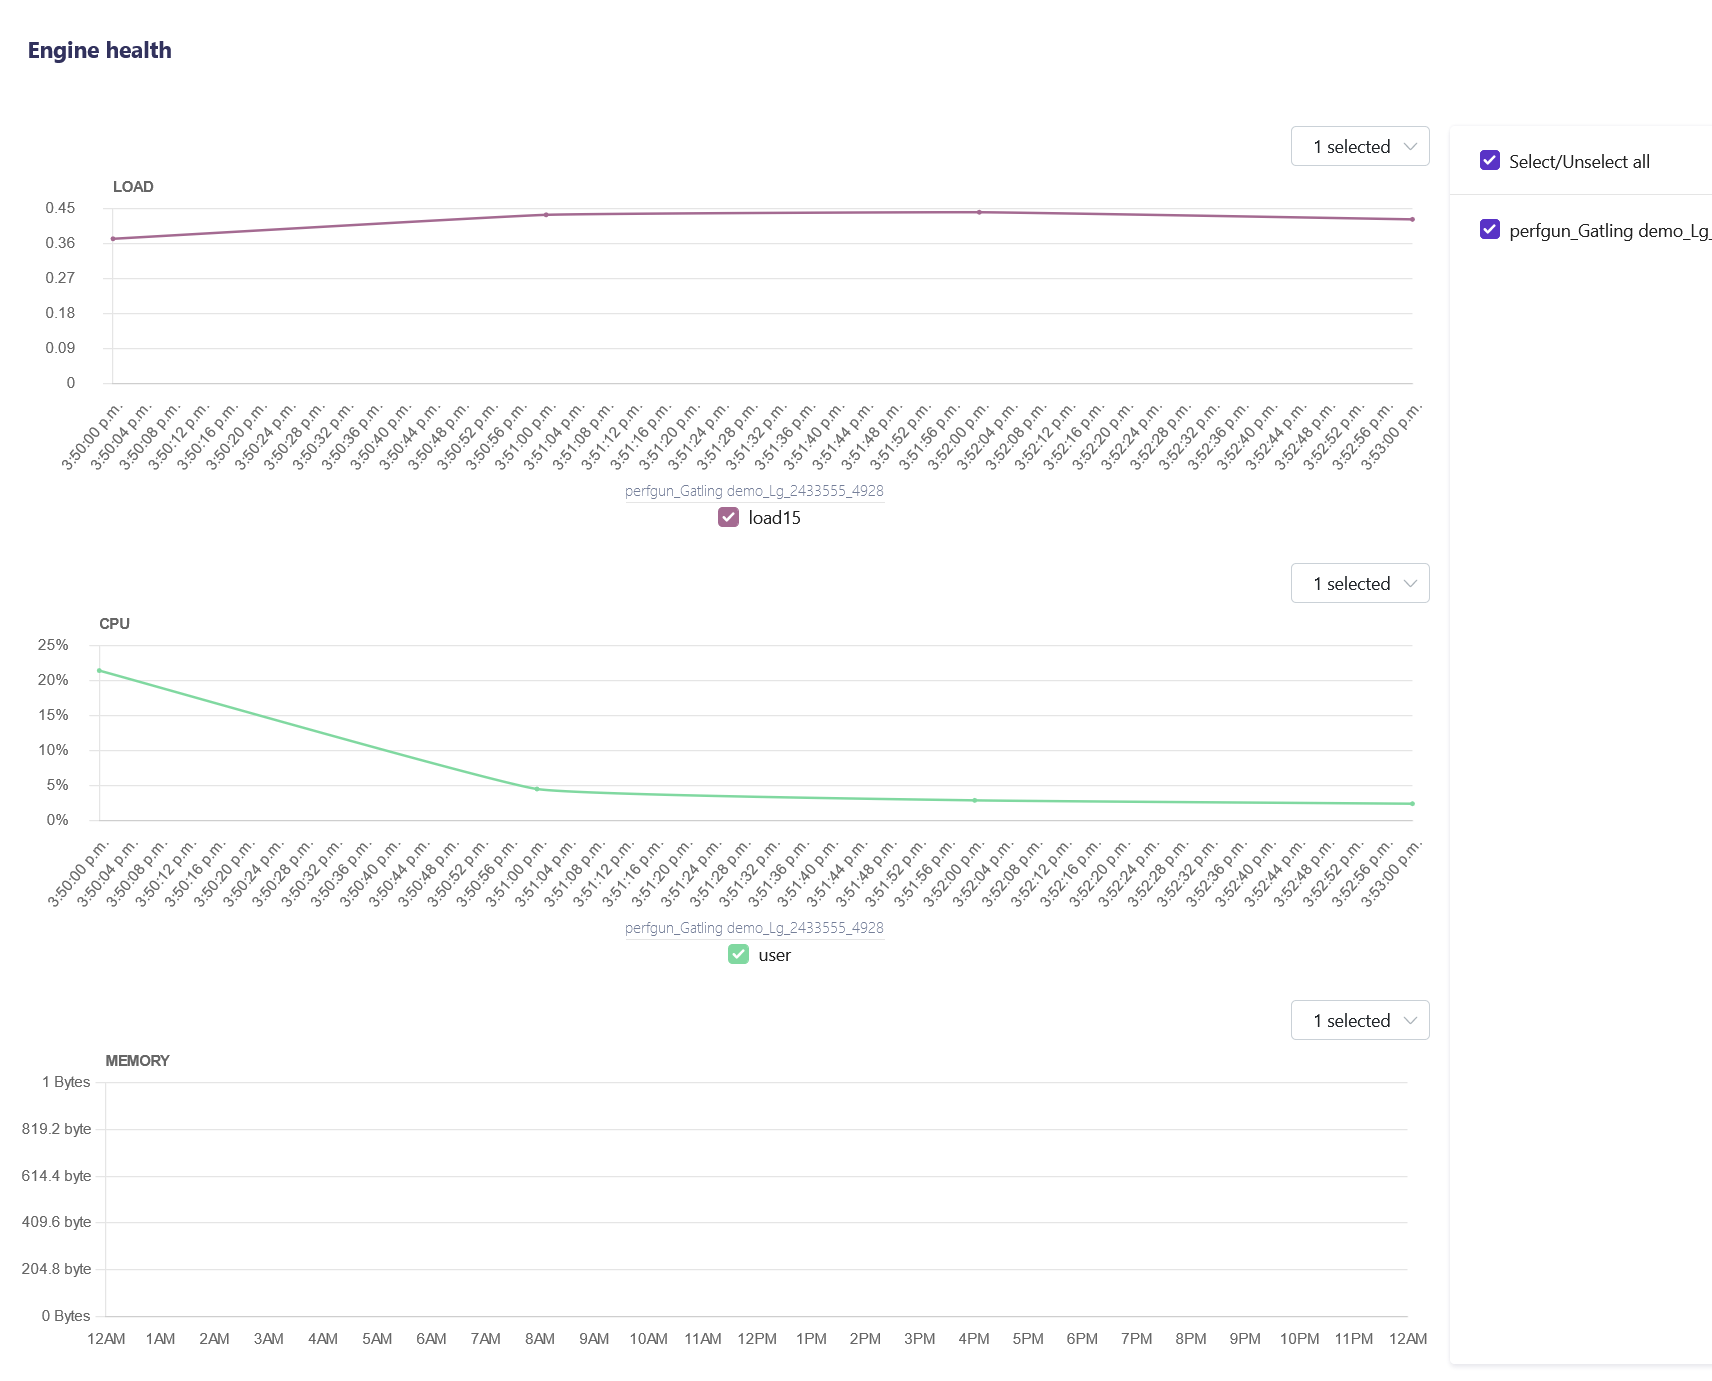 Engine health
1 selected
Select/Unselect all
perfgun_Gatling demo_Lg_
LOAD
0.45
0.36
0.27
0.18
0.09
0
3:50:00 p.m.
3:50:04 p.m.
3:50:08 p.m.
3:50:12 p.m.
3:50:16 p.m.
3:50:20 p.m.
3:50:24 p.m.
3:50:28 p.m.
3:50:32 p.m.
3:50:36 p.m.
3:50:40 p.m.
3:50:44 p.m.
3:50:48 p.m.
3:50:52 p.m.
3:50:56 p.m.
3:51:00 p.m.
3:51:04 p.m.
3:51:08 p.m.
3:51:12 p.m.
3:51:16 p.m.
3:51:20 p.m.
3:51:24 p.m.
3:51:28 p.m.
3:51:32 p.m.
3:51:36 p.m.
3:51:40 p.m.
3:51:44 p.m.
3:51:48 p.m.
3:51:52 p.m.
3:51:56 p.m.
3:52:00 p.m.
3:52:04 p.m.
3:52:08 p.m.
3:52:12 p.m.
3:52:16 p.m.
3:52:20 p.m.
3:52:24 p.m.
3:52:28 p.m.
3:52:32 p.m.
3:52:36 p.m.
3:52:40 p.m.
3:52:44 p.m.
3:52:48 p.m.
3:52:52 p.m.
3:52:56 p.m.
3:53:00 p.m.
perfgun_Gatling demo_Lg_2433555_4928
load15
1 selected
CPU
25%
20%
15%
10%
5%
0%
3:50:00 p.m.
3:50:04 p.m.
3:50:08 p.m.
3:50:12 p.m.
3:50:16 p.m.
3:50:20 p.m.
3:50:24 p.m.
3:50:28 p.m.
3:50:32 p.m.
3:50:36 p.m.
3:50:40 p.m.
3:50:44 p.m.
3:50:48 p.m.
3:50:52 p.m.
3:50:56 p.m.
3:51:00 p.m.
3:51:04 p.m.
3:51:08 p.m.
3:51:12 p.m.
3:51:16 p.m.
3:51:20 p.m.
3:51:24 p.m.
3:51:28 p.m.
3:51:32 p.m.
3:51:36 p.m.
3:51:40 p.m.
3:51:44 p.m.
3:51:48 p.m.
3:51:52 p.m.
3:51:56 p.m.
3:52:00 p.m.
3:52:04 p.m.
3:52:08 p.m.
3:52:12 p.m.
3:52:16 p.m.
3:52:20 p.m.
3:52:24 p.m.
3:52:28 p.m.
3:52:32 p.m.
3:52:36 p.m.
3:52:40 p.m.
3:52:44 p.m.
3:52:48 p.m.
3:52:52 p.m.
3:52:56 p.m.
3:53:00 p.m.
perfgun_Gatling demo_Lg_2433555_4928
user
1 selected
MEMORY
1 Bytes
819.2 byte
614.4 byte
409.6 byte
204.8 byte
0 Bytes
12AM 1AM 2AM 3AM 4AM 5AM 6AM 7AM 8AM 9AM 10AM 11AM 12PM 1PM 2PM 3PM 4PM 5PM 6PM 7PM 8PM 9PM 10PM 11PM 12AM